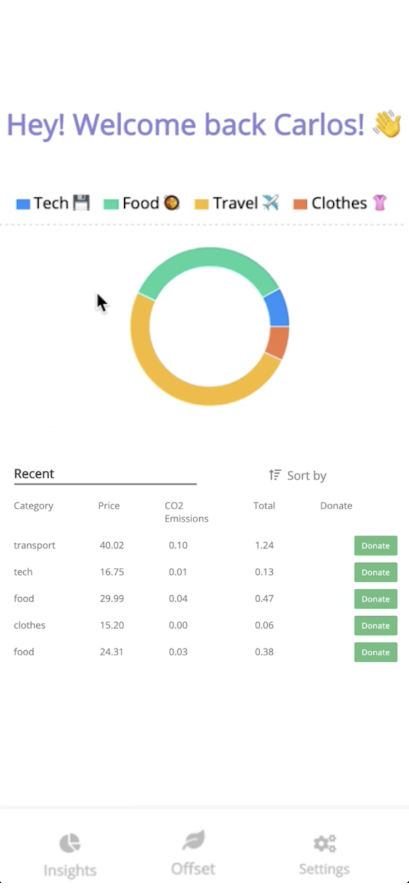 Hey! Welcome back Carlos! 👋
Tech 💾 Food 🥘 Travel ✈️ Clothes 👚
Recent Sort by
Category Price CO2 Emissions Total Donate
transport 40.02 0.10 1.24 Donate
tech 16.75 0.01 0.13 Donate
food 29.99 0.04 0.47 Donate
clothes 15.20 0.00 0.06 Donate
food 24.31 0.03 0.38 Donate
Insights Offset Settings